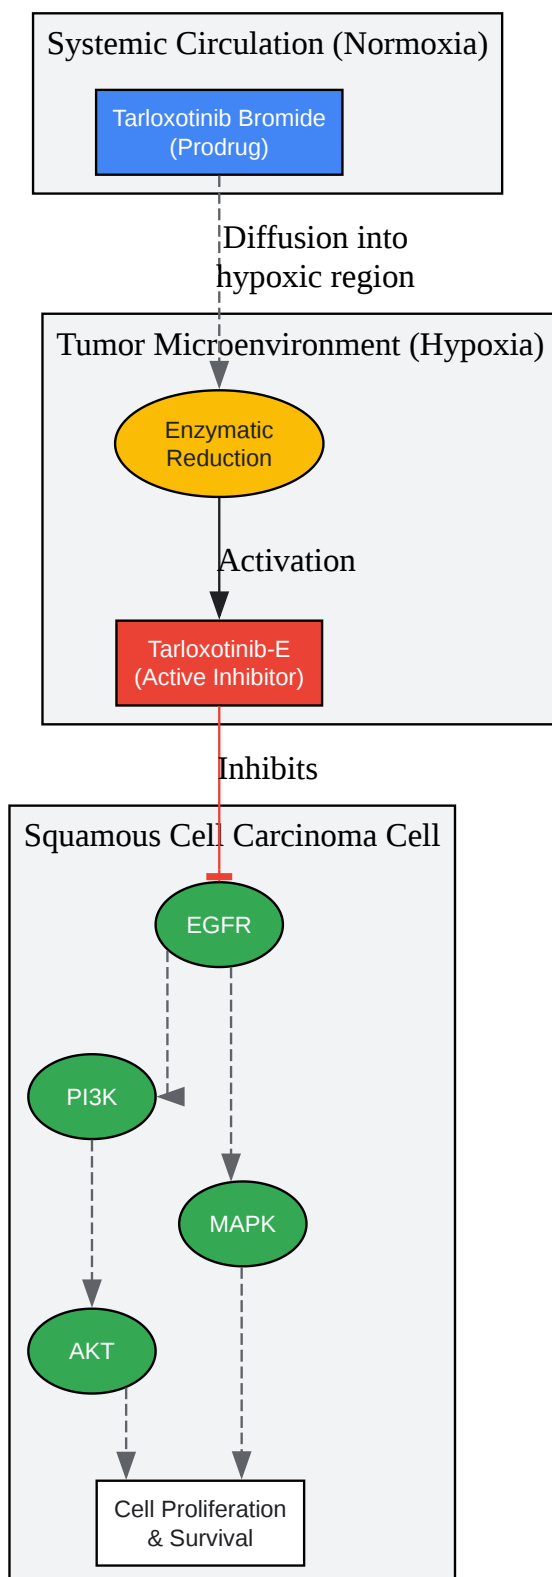 Systemic Circulation (Normoxia)
Tarloxotinib Bromide
(Prodrug)
Diffusion into
hypoxic region
Tumor Microenvironment (Hypoxia)
Enzymatic
Reduction
Activation
Tarloxotinib-E
(Active Inhibitor)
Inhibits
Squamous Cell Carcinoma Cell
EGFR
PI3K
MAPK
AKT
Cell Proliferation
& Survival